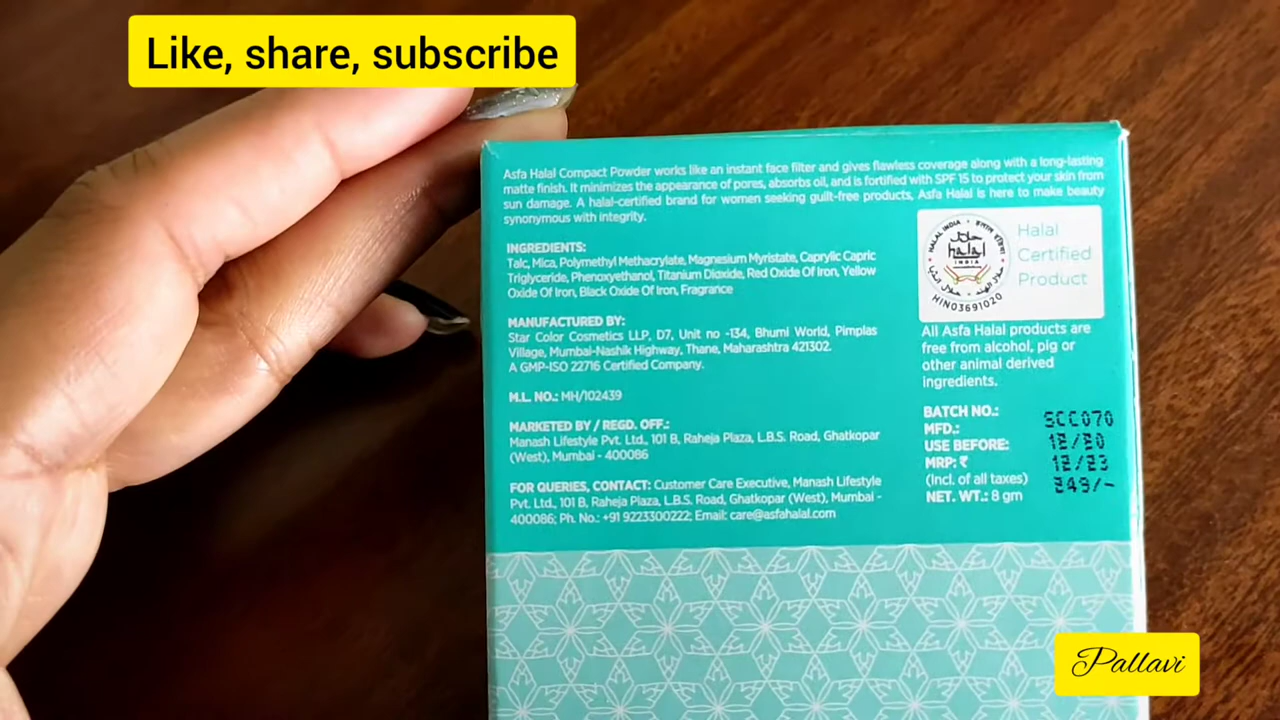 Like, share, subscribe
Asfa Halal Compact Powder works like an instant face filter and gives flawless coverage along with a long-lasting
matte finish. It minimizes the appearance of pores, absorbs oil, and is fortified with SPF 15 to protect your skin from
sun damage. A halal-certified brand for women seeking guilt-free products, Asfa Halal is here to make beauty
synonymous with integrity.
INGREDIENTS:
Talc, Mica, Polymethyl Methacrylate, Magnesium Myristate, Caprylic Capric
Triglyceride, Phenoxyethanol, Titanium Dioxide, Red Oxide Of Iron, Yellow
Oxide Of Iron, Black Oxide Of Iron, Fragrance
MANUFACTURED BY:
Star Color Cosmetics LLP, D7, Unit no -134, Bhumi World, Pimplas
Village, Mumbai-Nashik Highway, Thane, Maharashtra 421302.
A GMP-ISO 22716 Certified Company.
M.L. NO.: MH/102439
MARKETED BY / REGD. OFF.:
Manash Lifestyle Pvt. Ltd., 101 B, Raheja Plaza, L.B.S. Road, Ghatkopar
(West), Mumbai - 400086
FOR QUERIES, CONTACT: Customer Care Executive, Manash Lifestyle
Pvt. Ltd., 101 B, Raheja Plaza, L.B.S. Road, Ghatkopar (West), Mumbai -
400086; Ph. No.: +91 9223300222; Email: care@asfahalal.com
HALAL INDIA • हलाल इंडिया
حلال
halal
INDIA
حلال الهند • حلال انڈیا
HIN03691020
Halal
Certified
Product
All Asfa Halal products are
free from alcohol, pig or
other animal derived
ingredients.
BATCH NO.: SCC070
MFD.: 12/20
USE BEFORE: 12/23
MRP: ₹ 249/-
(Incl. of all taxes)
NET. WT.: 8 gm
Pallavi